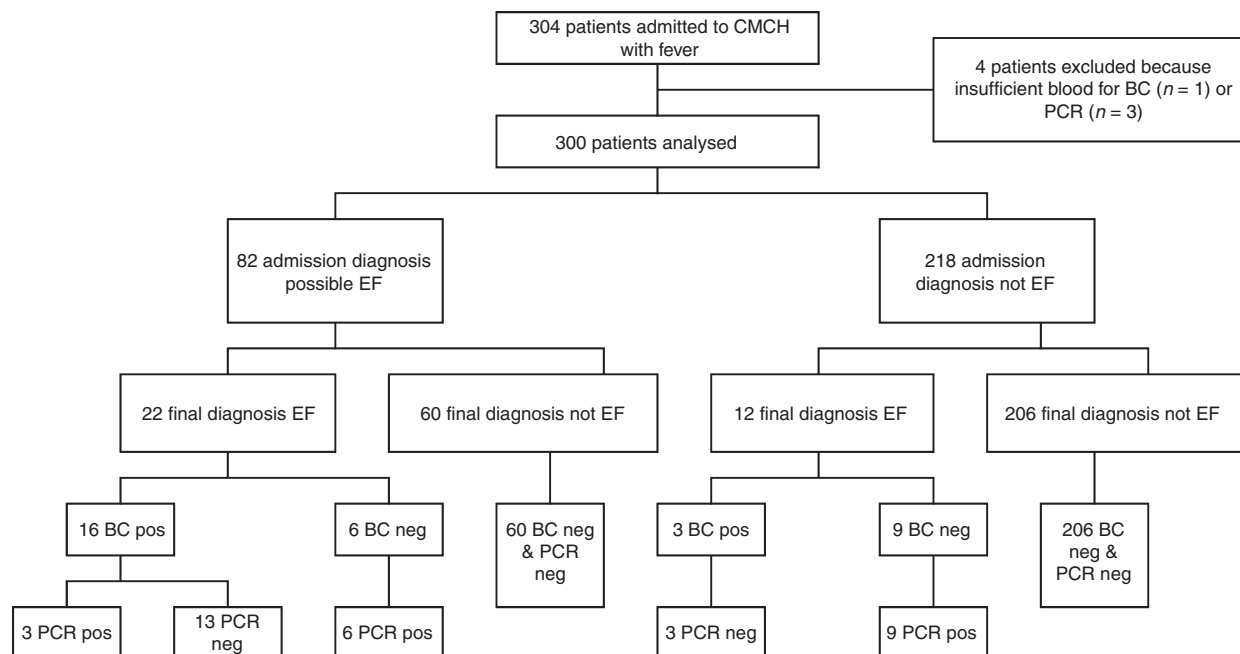 304 patients admitted to CMCH
with fever
4 patients excluded because
insufficient blood for BC (n = 1) or
PCR (n = 3)
300 patients analysed
82 admission diagnosis
possible EF
218 admission
diagnosis not EF
22 final diagnosis EF
60 final diagnosis not EF
12 final diagnosis EF
206 final diagnosis not EF
16 BC pos
6 BC neg
60 BC neg
& PCR
neg
3 BC pos
9 BC neg
206 BC
neg &
PCR neg
3 PCR pos
13 PCR
neg
6 PCR pos
3 PCR neg
9 PCR pos